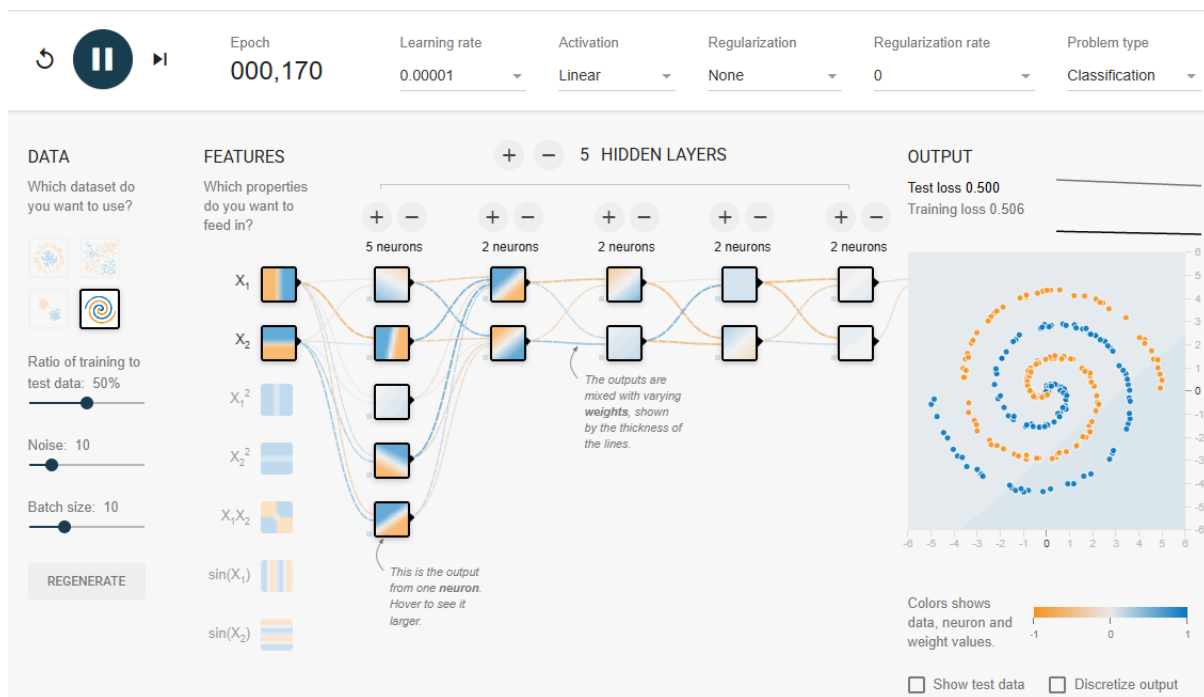 Epoch
000,170
Learning rate
0.00001
Activation
Linear
Regularization
None
Regularization rate
0
Problem type
Classification
DATA
Which dataset do
you want to use?
Ratio of training to
test data: 50%
Noise: 10
Batch size: 10
REGENERATE
FEATURES
Which properties
do you want to
feed in?
X₁
X₂
X₁²
X₂²
X₁X₂
sin(X₁)
sin(X₂)
+ − 5 HIDDEN LAYERS
+ − + − + − + − + −
5 neurons 2 neurons 2 neurons 2 neurons 2 neurons
The outputs are
mixed with varying
weights, shown
by the thickness of
the lines.
This is the output
from one neuron.
Hover to see it
larger.
OUTPUT
Test loss 0.500
Training loss 0.506
6
5
4
3
2
1
0
-1
-2
-3
-4
-5
-6
-6 -5 -4 -3 -2 -1 0 1 2 3 4 5 6
Colors shows
data, neuron and
weight values.
-1 0 1
Show test data Discretize output